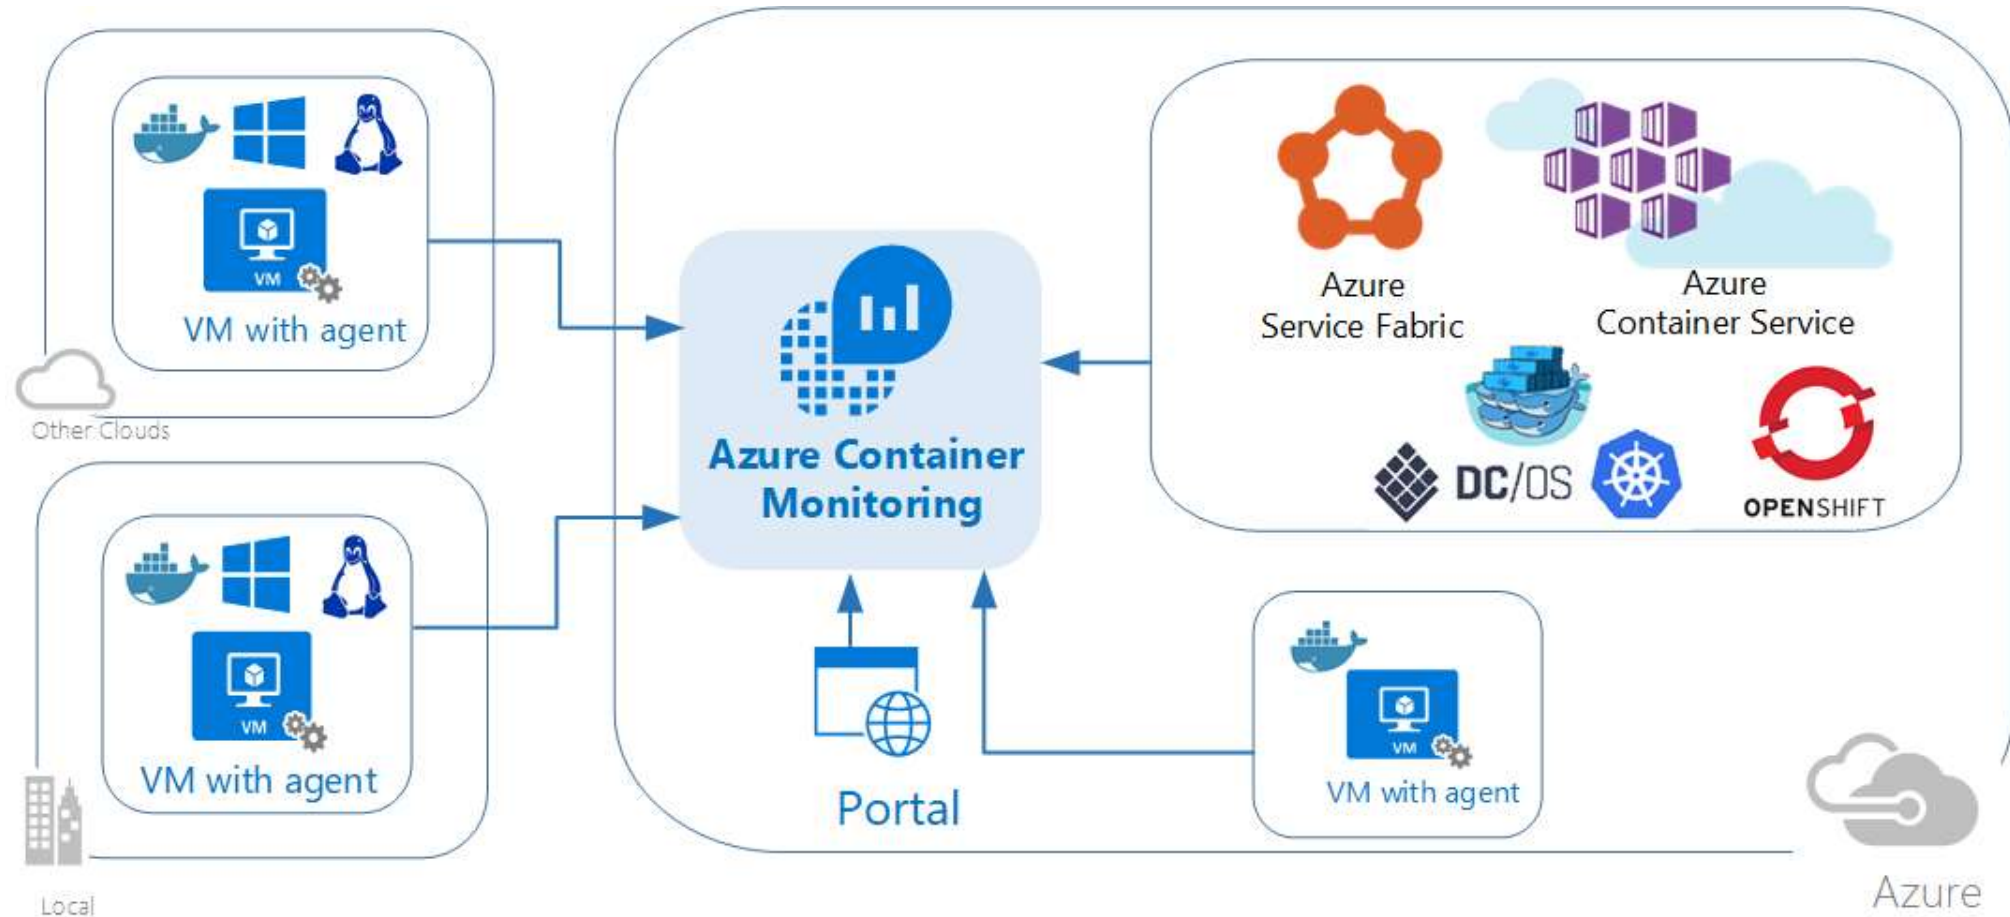 VM
VM with agent
Other Clouds
VM
VM with agent
Local
Azure Container
Monitoring
Portal
Azure
Service Fabric
Azure
Container Service
DC/OS
OPENSHIFT
VM
VM with agent
Azure